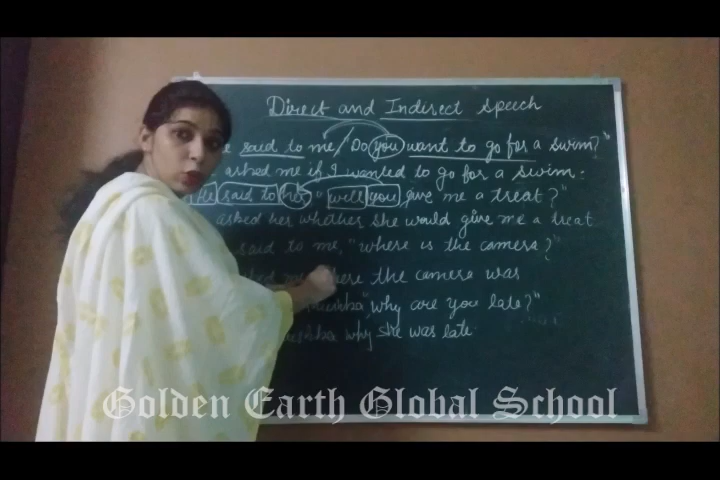 Direct and Indirect Speech
said to me / Do you want to go for a swim?"
asked me if I wanted to go for a swim.
He said to her "will you give me a treat?"
asked her whether she would give me a treat
said to me, "Where is the camera?"
me where the camera was
"why are you late?"
why she was late.
Golden Earth Global School